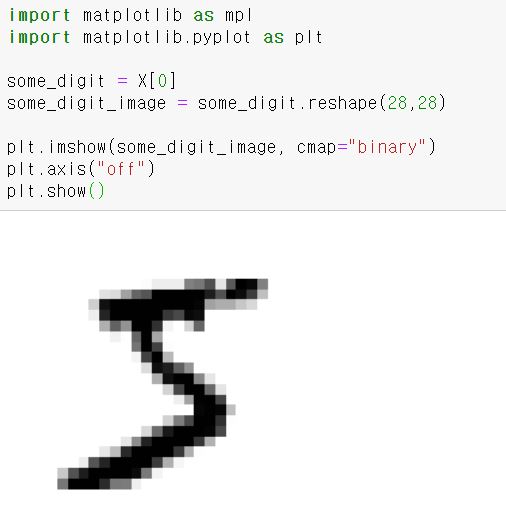 import matplotlib as mpl
import matplotlib.pyplot as plt
some_digit = X[0]
some_digit_image = some_digit.reshape(28,28)
plt.imshow(some_digit_image, cmap="binary")
plt.axis("off")
plt.show()
5